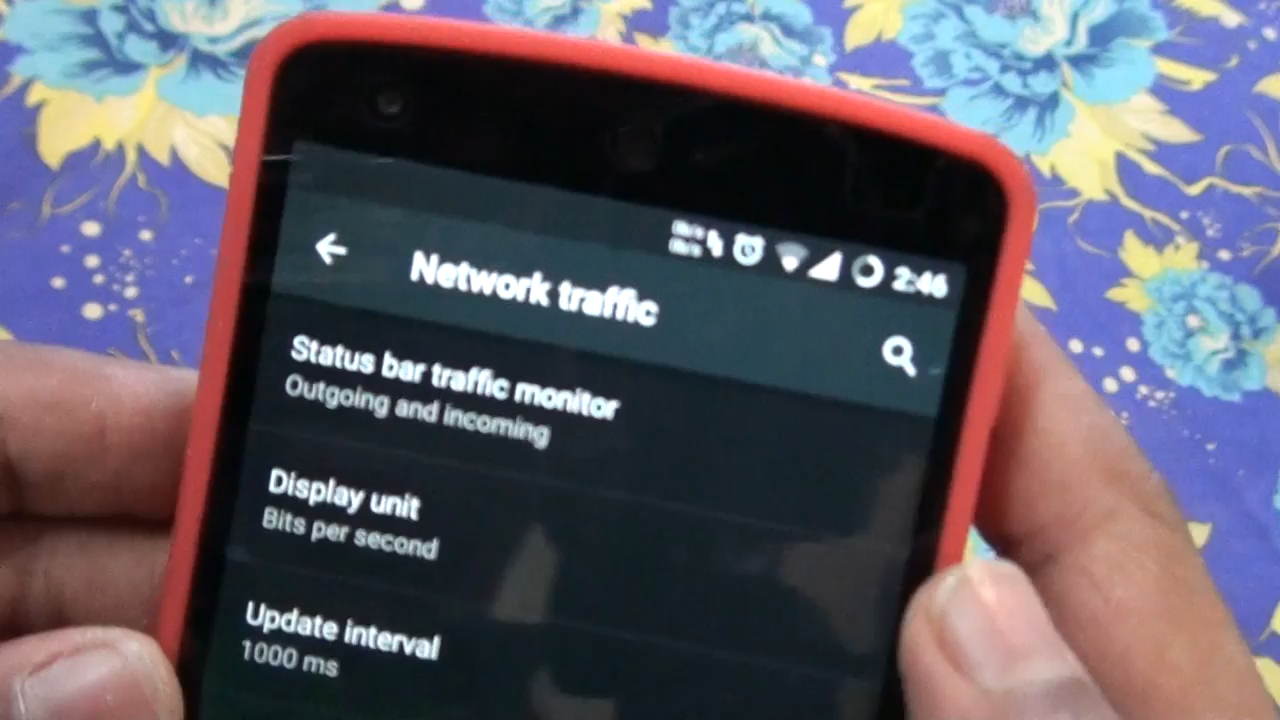 2:46
Network traffic
Status bar traffic monitor
Outgoing and incoming
Display unit
Bits per second
Update interval
1000 ms